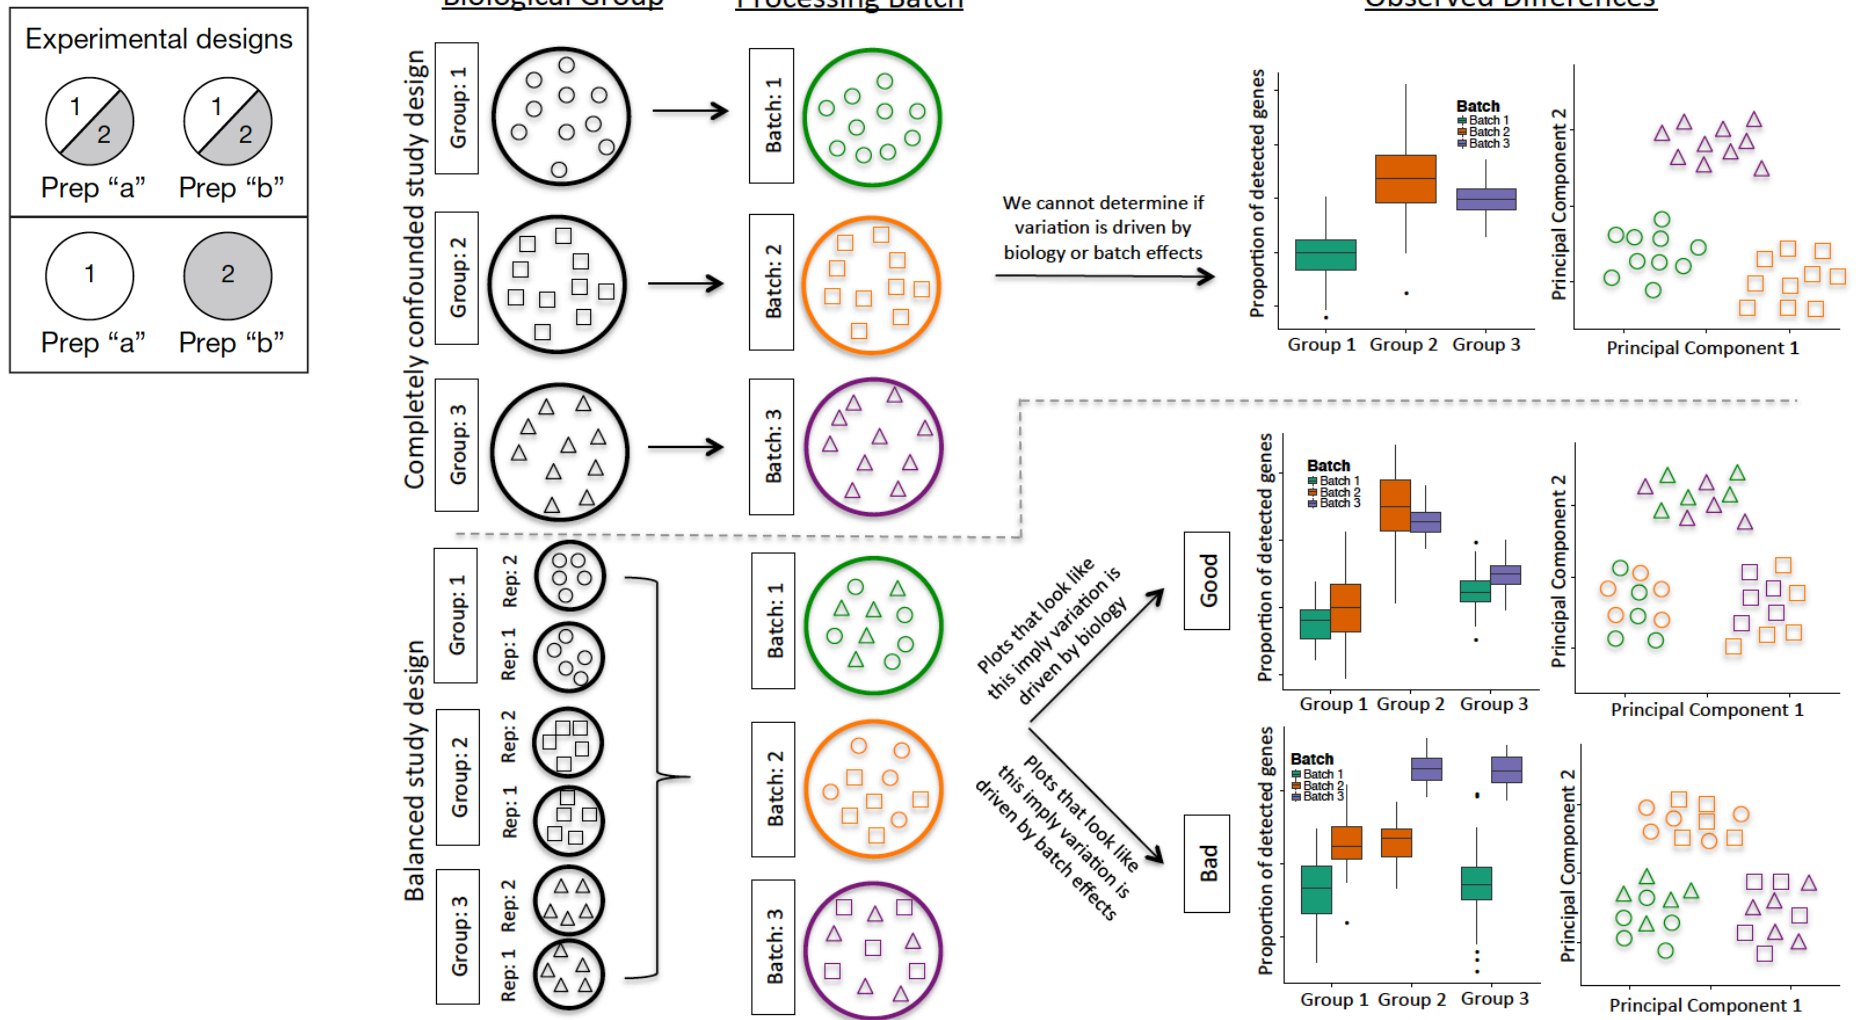 Biological Group
Processing Batch
Observed Differences
Experimental designs
1
2
1
2
Prep “a”
Prep “b”
1
2
Prep “a”
Prep “b”
Completely confounded study design
Group: 1
Batch: 1
Group: 2
Batch: 2
Group: 3
Batch: 3
We cannot determine if
variation is driven by
biology or batch effects
Proportion of detected genes
Batch
Batch 1
Batch 2
Batch 3
Group 1
Group 2
Group 3
Principal Component 2
Principal Component 1
Balanced study design
Group: 1
Rep: 2
Rep: 1
Group: 2
Rep: 2
Rep: 1
Group: 3
Rep: 2
Rep: 1
Batch: 1
Batch: 2
Batch: 3
Plots that look like
this imply variation is
driven by biology
Good
Proportion of detected genes
Batch
Batch 1
Batch 2
Batch 3
Group 1
Group 2
Group 3
Principal Component 2
Principal Component 1
Plots that look like
this imply variation is
driven by batch effects
Bad
Proportion of detected genes
Batch
Batch 1
Batch 2
Batch 3
Group 1
Group 2
Group 3
Principal Component 2
Principal Component 1